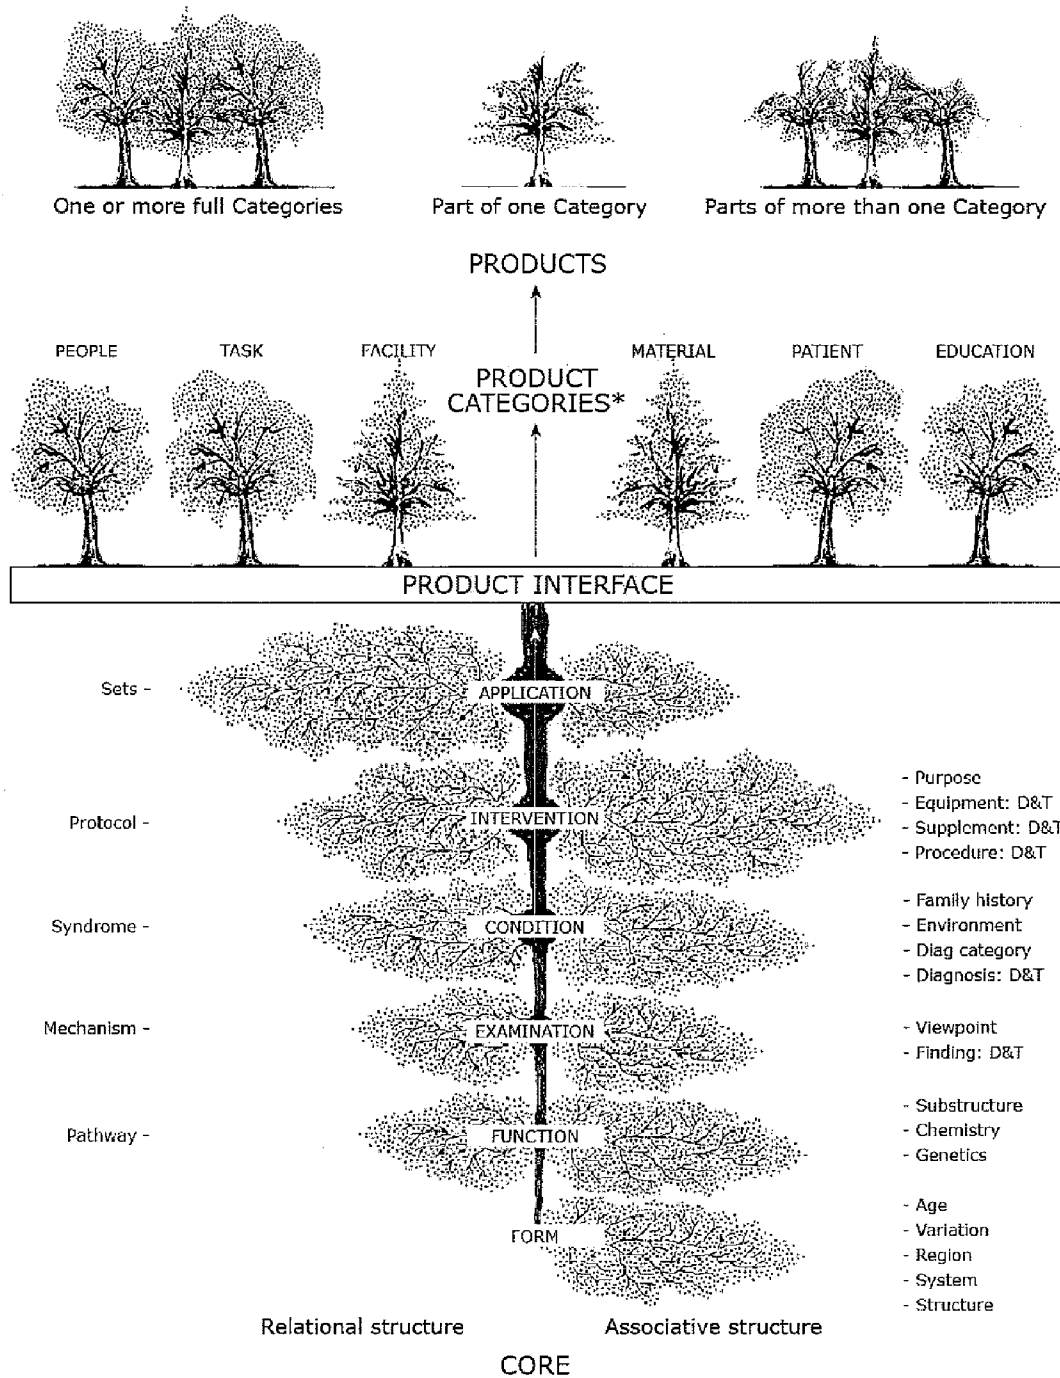 One or more full Categories
Part of one Category
Parts of more than one Category
PRODUCTS
PEOPLE
TASK
FACILITY
MATERIAL
PATIENT
EDUCATION
PRODUCT
CATEGORIES*
PRODUCT INTERFACE
Sets -
APPLICATION
Protocol -
INTERVENTION
- Purpose
- Equipment: D&T
- Supplement: D&T
- Procedure: D&T
Syndrome -
CONDITION
- Family history
- Environment
- Diag category
- Diagnosis: D&T
Mechanism -
EXAMINATION
- Viewpoint
- Finding: D&T
Pathway -
FUNCTION
- Substructure
- Chemistry
- Genetics
FORM
- Age
- Variation
- Region
- System
- Structure
Relational structure
Associative structure
CORE